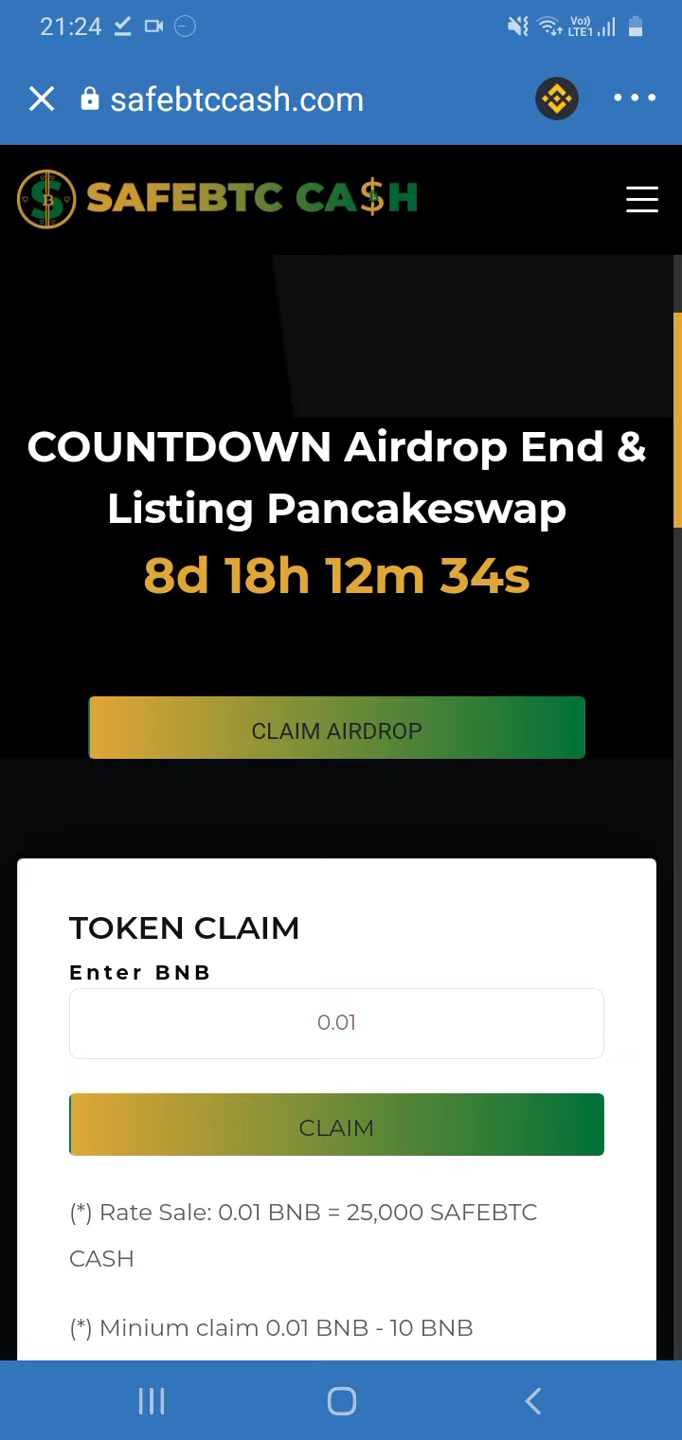 21:24
Vo)) LTE1
safebtccash.com
SAFEBTC CA$H
COUNTDOWN Airdrop End &
Listing Pancakeswap
8d 18h 12m 34s
CLAIM AIRDROP
TOKEN CLAIM
Enter BNB
0.01
CLAIM
(*) Rate Sale: 0.01 BNB = 25,000 SAFEBTC
CASH
(*) Minium claim 0.01 BNB - 10 BNB